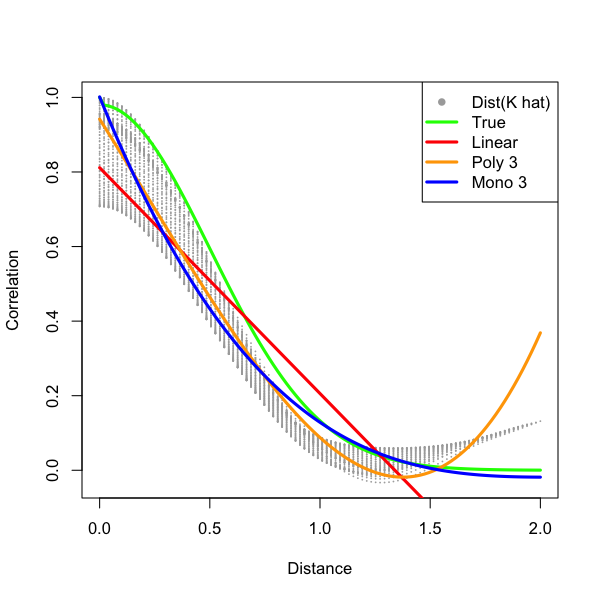 Dist(K hat)
True
Linear
Poly 3
Mono 3
Correlation
1.0
0.8
0.6
0.4
0.2
0.0
0.0 0.5 1.0 1.5 2.0
Distance